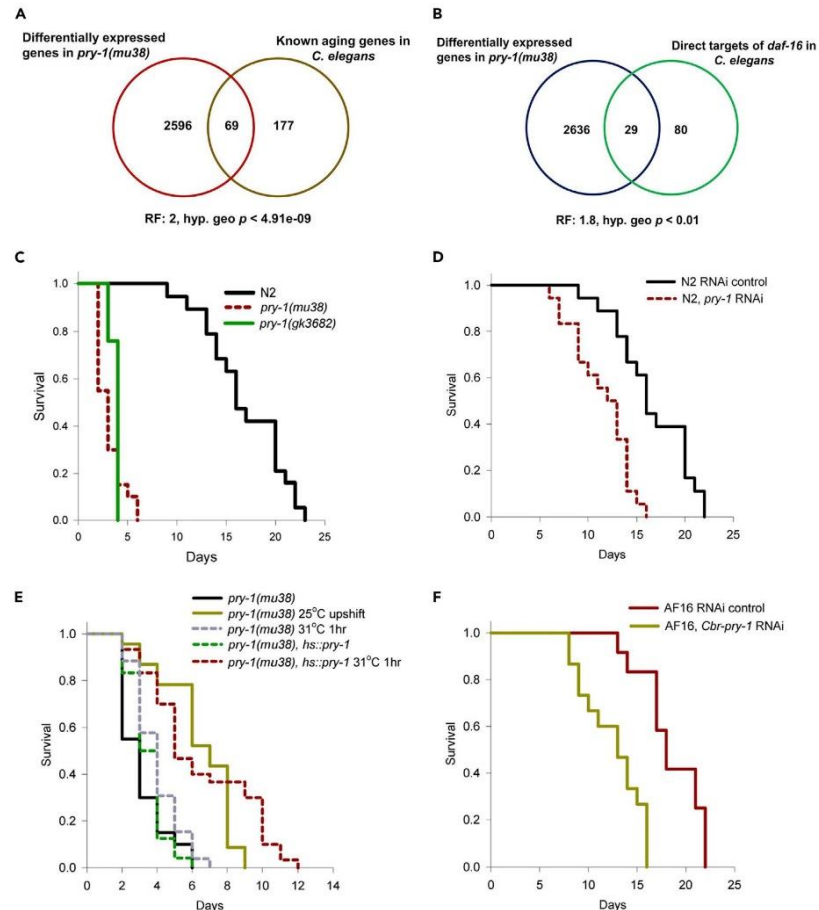 A
Differentially expressed
genes in pry-1(mu38)
Known aging genes in
C. elegans
2596
69
177
RF: 2, hyp. geo p < 4.91e-09
B
Differentially expressed
genes in pry-1(mu38)
Direct targets of daf-16 in
C. elegans
2636
29
80
RF: 1.8, hyp. geo p < 0.01
C
N2
pry-1(mu38)
pry-1(gk3682)
Survival
1.0
0.8
0.6
0.4
0.2
0.0
0 5 10 15 20 25
Days
D
N2 RNAi control
N2, pry-1 RNAi
Survival
1.0
0.8
0.6
0.4
0.2
0.0
0 5 10 15 20 25
Days
E
pry-1(mu38)
pry-1(mu38) 25°C upshift
pry-1(mu38) 31°C 1hr
pry-1(mu38), hs::pry-1
pry-1(mu38), hs::pry-1 31°C 1hr
Survival
1.0
0.8
0.6
0.4
0.2
0.0
0 2 4 6 8 10 12 14
Days
F
AF16 RNAi control
AF16, Cbr-pry-1 RNAi
Survival
1.0
0.8
0.6
0.4
0.2
0.0
0 5 10 15 20 25
Days